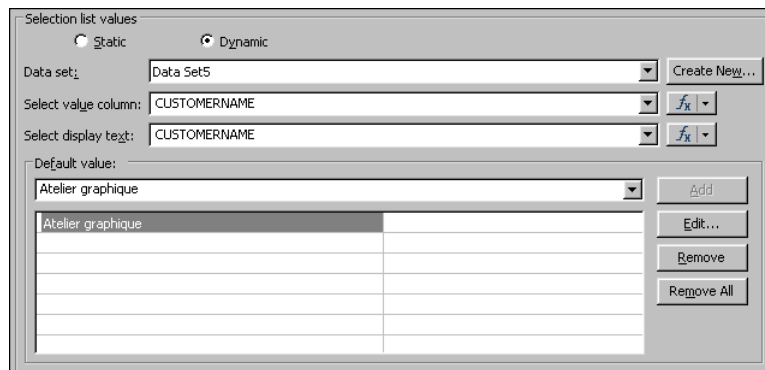 Selection list values
Static Dynamic
Data set: Data Set5 Create New...
Select value column: CUSTOMERNAME fx
Select display text: CUSTOMERNAME fx
Default value:
Atelier graphique Add
Atelier graphique Edit...
Remove
Remove All